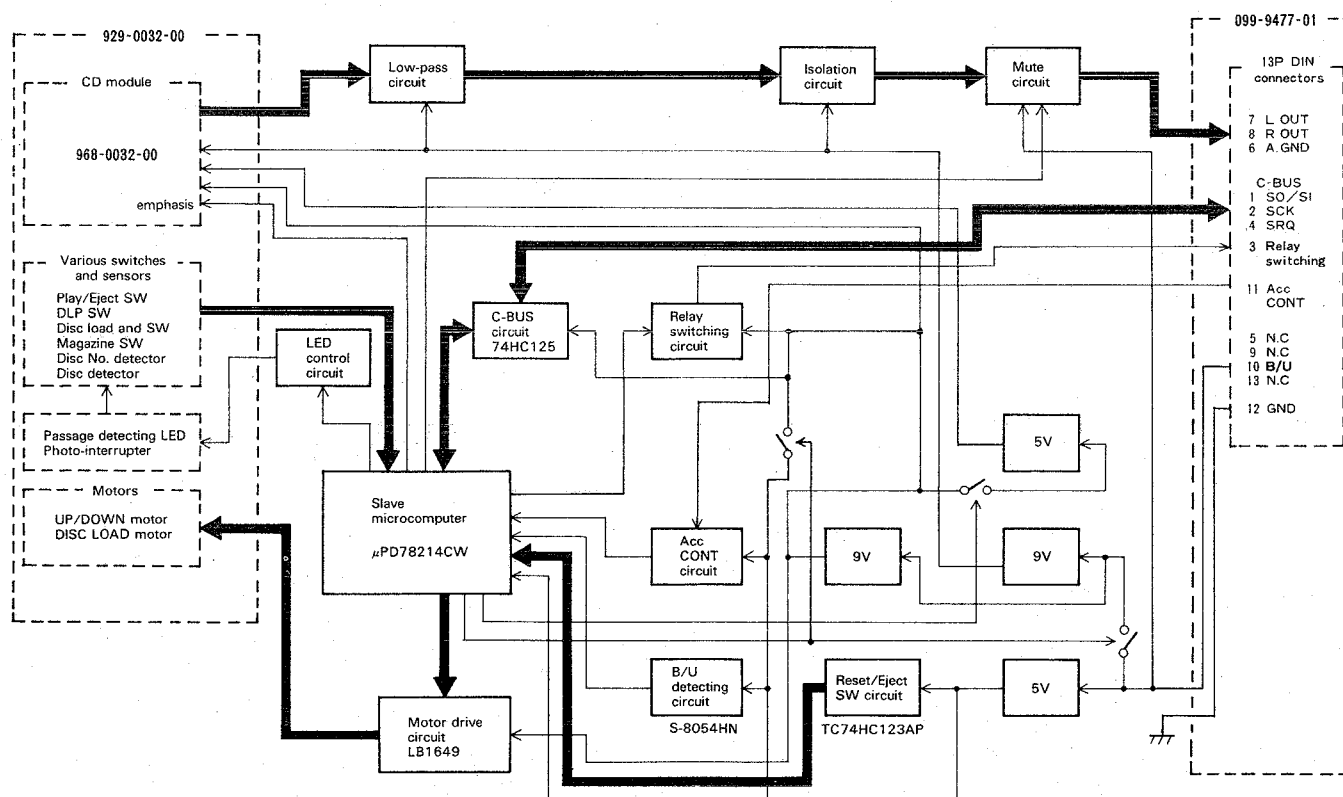 929-0032-00
CD module
968-0032-00
emphasis
Various switches
and sensors
Play/Eject SW
DLP SW
Disc load and SW
Magazine SW
Disc No. detector
Disc detector
Passage detecting LED
Photo-interrupter
Motors
UP/DOWN motor
DISC LOAD motor
LED
control
circuit
Low-pass
circuit
Isolation
circuit
Mute
circuit
C-BUS
circuit
74HC125
Relay
switching
circuit
Slave
microcomputer
μPD78214CW
Acc
CONT
circuit
9V
9V
5V
B/U
detecting
circuit
S-8054HN
Reset/Eject
SW circuit
TC74HC123AP
5V
Motor drive
circuit
LB1649
099-9477-01
13P DIN
connectors
7 L OUT
8 R OUT
6 A.GND
C-BUS
1 SO/SI
2 SCK
4 SRQ
3 Relay
switching
11 Acc
CONT
5 N.C
9 N.C
10 B/U
13 N.C
12 GND